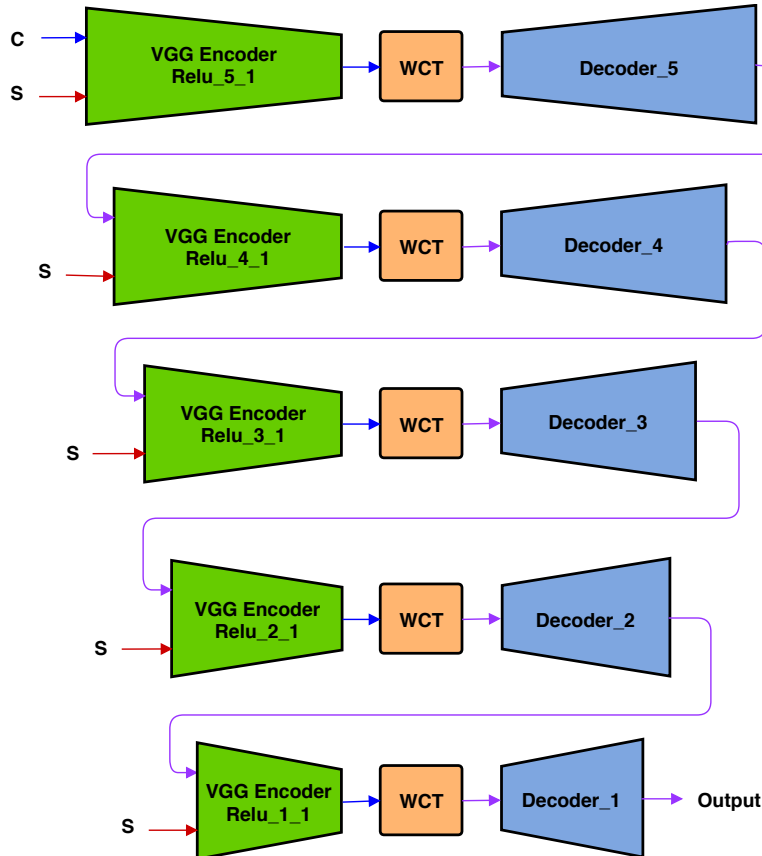 C
S
VGG Encoder
Relu_5_1
WCT
Decoder_5
S
VGG Encoder
Relu_4_1
WCT
Decoder_4
S
VGG Encoder
Relu_3_1
WCT
Decoder_3
S
VGG Encoder
Relu_2_1
WCT
Decoder_2
S
VGG Encoder
Relu_1_1
WCT
Decoder_1
Output